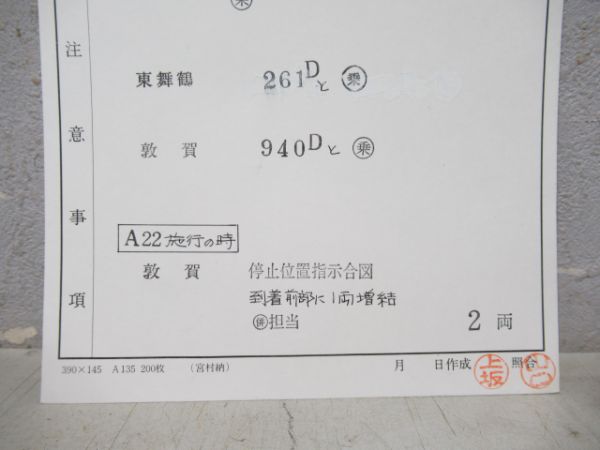 注意事項
東舞鶴 261Dと㊛
敦賀 940Dと㊛
A22施行の時
敦賀 停止位置指示合図
到着前部に1両増結
担当
2両
390×145 A135 200枚 (宮村納)
月 日作成 上坂 照合